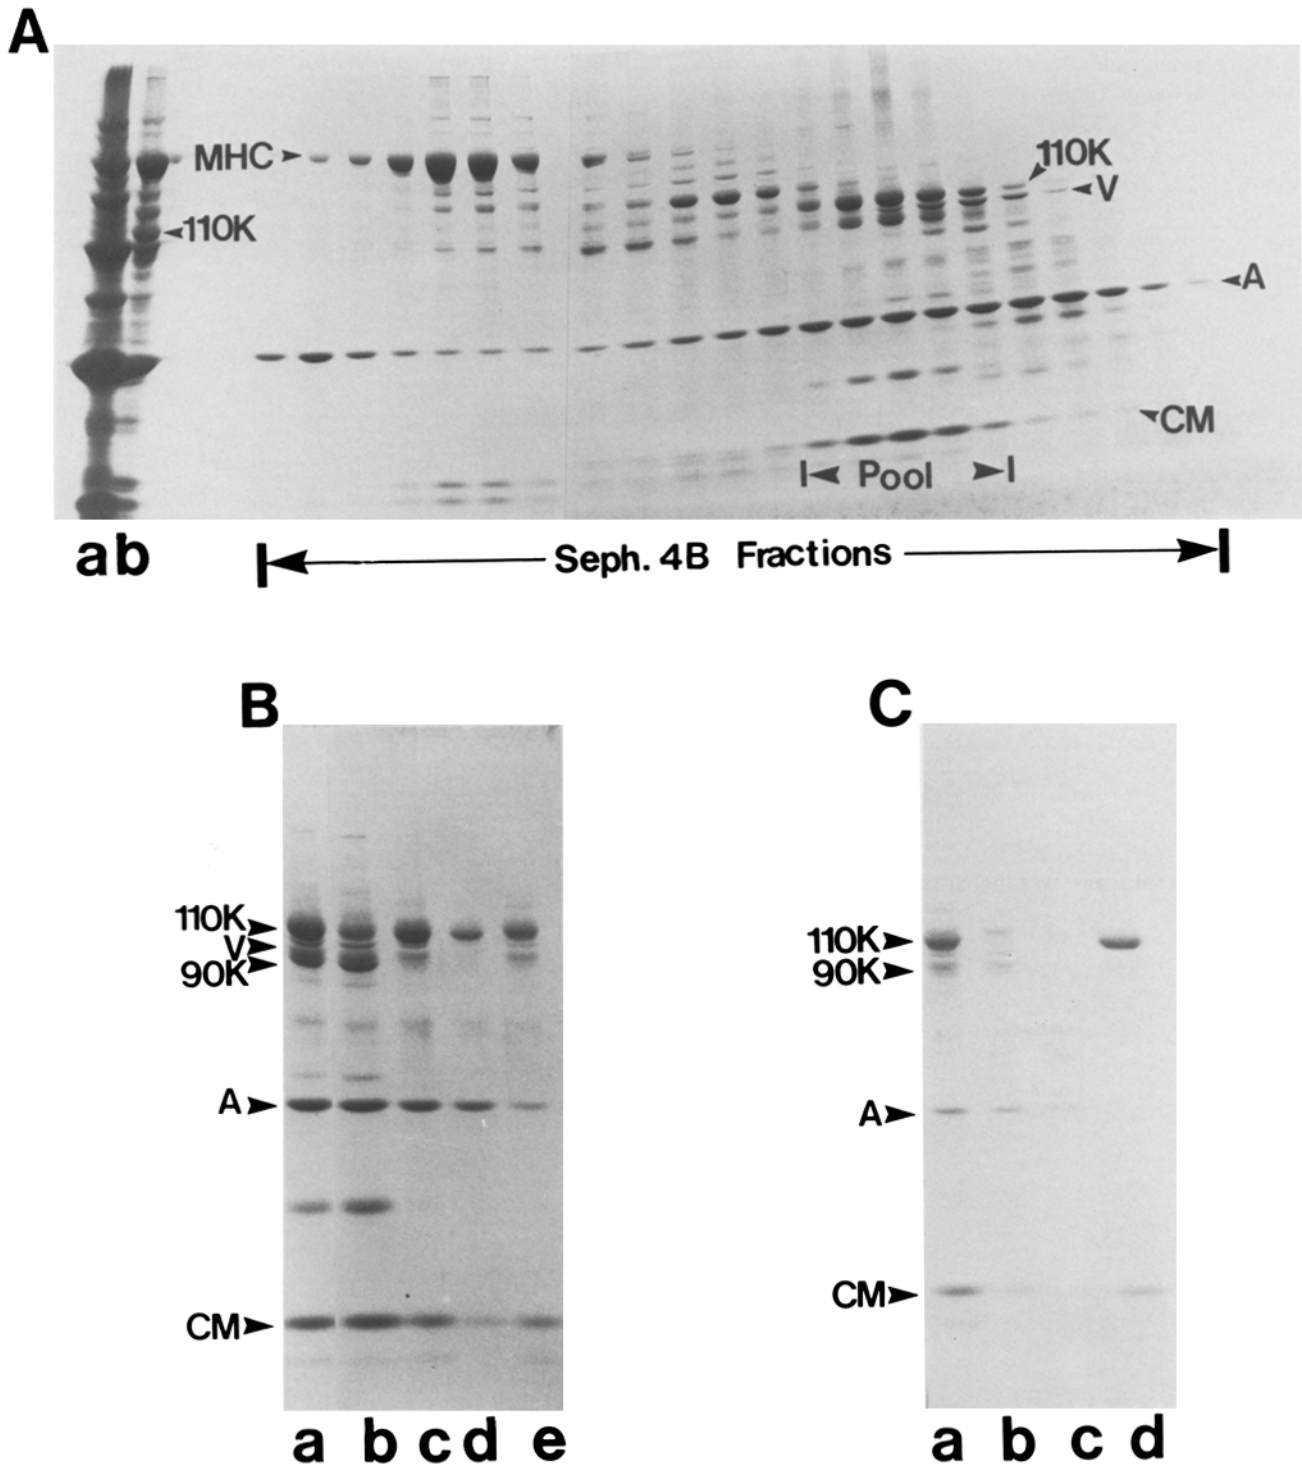 A
MHC
110K
110K
V
A
CM
Pool
a b
Seph. 4B Fractions
B
C
110K
V
90K
A
CM
110K
90K
A
CM
a b c d e
a b c d